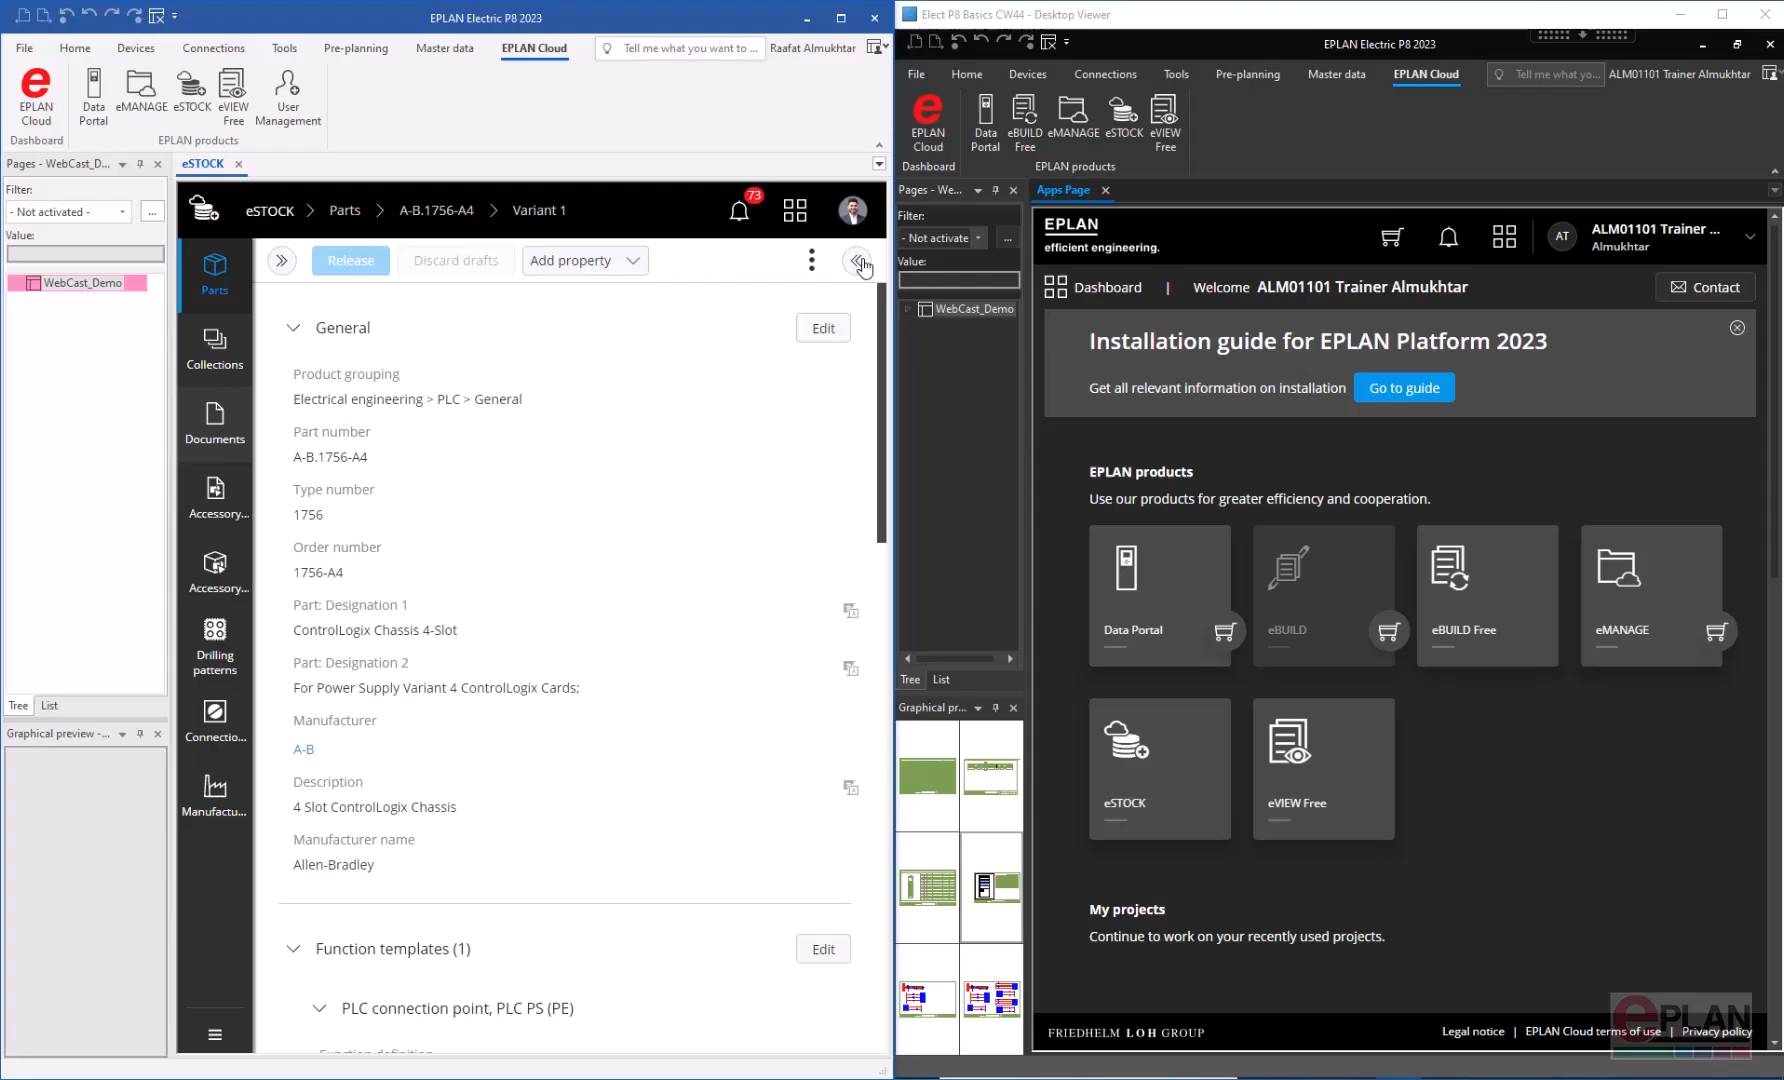 EPLAN Electric P8 2023
File Home Devices Connections Tools Pre-planning Master data EPLAN Cloud Tell me what you want to ... Raafat Almukhtar
EPLAN Cloud
Data Portal
eMANAGE
eSTOCK
eVIEW Free
User Management
Dashboard
EPLAN products
Pages - WebCast_D...
Filter:
- Not activated -
...
Value:
WebCast_Demo
Tree List
Graphical preview -...
eSTOCK
eSTOCK Parts A-B.1756-A4 Variant 1
73
Parts
Collections
Documents
Accessory...
Accessory...
Drilling patterns
Connectio...
Manufactu...
Release Discard drafts Add property
General Edit
Product grouping
Electrical engineering > PLC > General
Part number
A-B.1756-A4
Type number
1756
Order number
1756-A4
Part: Designation 1
ControlLogix Chassis 4-Slot
Part: Designation 2
For Power Supply Variant 4 ControlLogix Cards;
Manufacturer
A-B
Description
4 Slot ControlLogix Chassis
Manufacturer name
Allen-Bradley
Function templates (1) Edit
PLC connection point, PLC PS (PE)
Function definition
Elect P8 Basics CW44 - Desktop Viewer
EPLAN Electric P8 2023
File Home Devices Connections Tools Pre-planning Master data EPLAN Cloud Tell me what yo... ALM01101 Trainer Almukhtar
EPLAN Cloud
Data Portal
eBUILD Free
eMANAGE
eSTOCK
eVIEW Free
Dashboard
EPLAN products
Pages - We...
Filter:
- Not activate
...
Value:
WebCast_Demo
Tree List
Graphical pr...
Apps Page
EPLAN
efficient engineering.
AT
ALM01101 Trainer ...
Almukhtar
Dashboard | Welcome ALM01101 Trainer Almukhtar
Contact
Installation guide for EPLAN Platform 2023
Get all relevant information on installation Go to guide
EPLAN products
Use our products for greater efficiency and cooperation.
Data Portal
eBUILD
eBUILD Free
eMANAGE
eSTOCK
eVIEW Free
My projects
Continue to work on your recently used projects.
FRIEDHELM LOH GROUP
Legal notice | EPLAN Cloud terms of use | Privacy policy
ePLAN